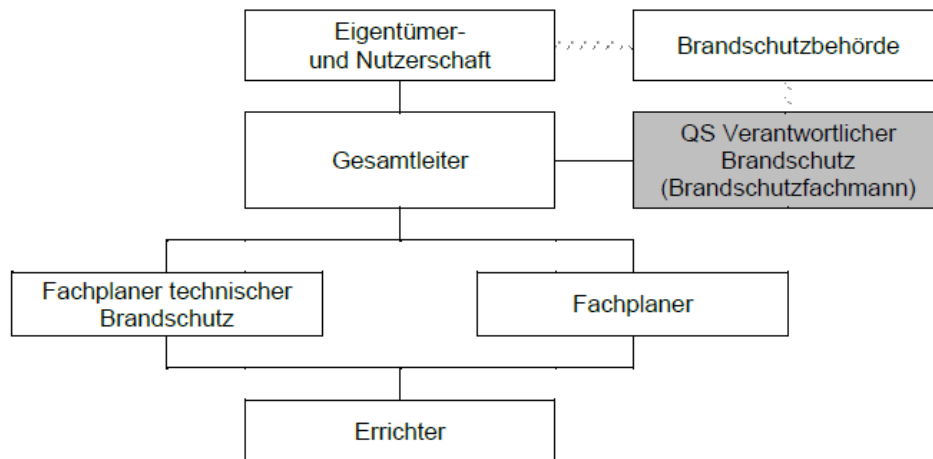 Eigentümer-
und Nutzerschaft
Brandschutzbehörde
Gesamtleiter
QS Verantwortlicher
Brandschutz
(Brandschutzfachmann)
Fachplaner technischer
Brandschutz
Fachplaner
Errichter